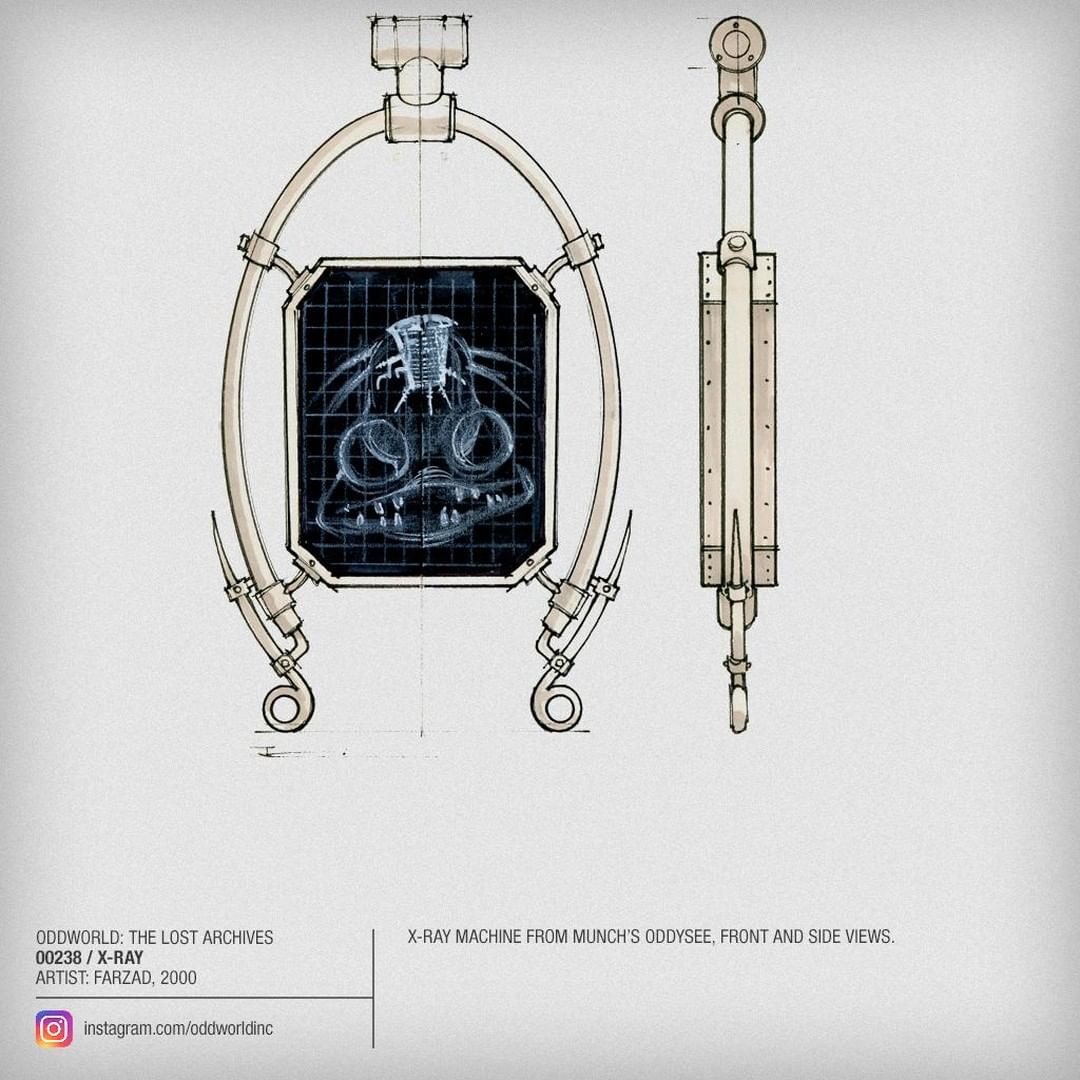 ODDWORLD: THE LOST ARCHIVES
00238 / X-RAY
ARTIST: FARZAD, 2000
instagram.com/oddworldinc
X-RAY MACHINE FROM MUNCH'S ODDYSEE, FRONT AND SIDE VIEWS.